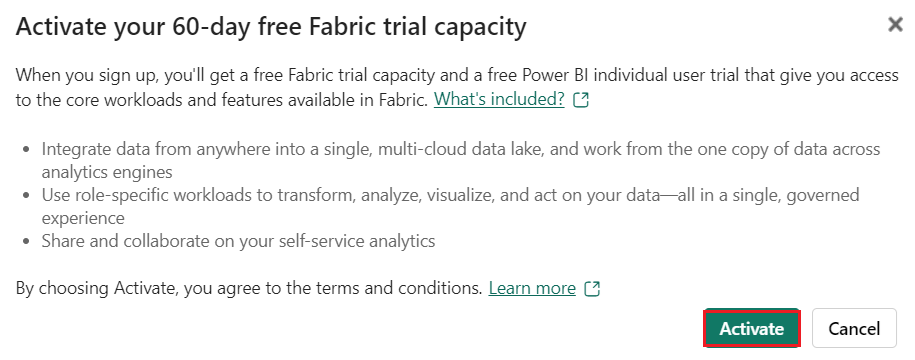 Activate your 60-day free Fabric trial capacity
When you sign up, you'll get a free Fabric trial capacity and a free Power BI individual user trial that give you access
to the core workloads and features available in Fabric. What's included?
• Integrate data from anywhere into a single, multi-cloud data lake, and work from the one copy of data across
analytics engines
• Use role-specific workloads to transform, analyze, visualize, and act on your data—all in a single, governed
experience
• Share and collaborate on your self-service analytics
By choosing Activate, you agree to the terms and conditions. Learn more
Activate Cancel